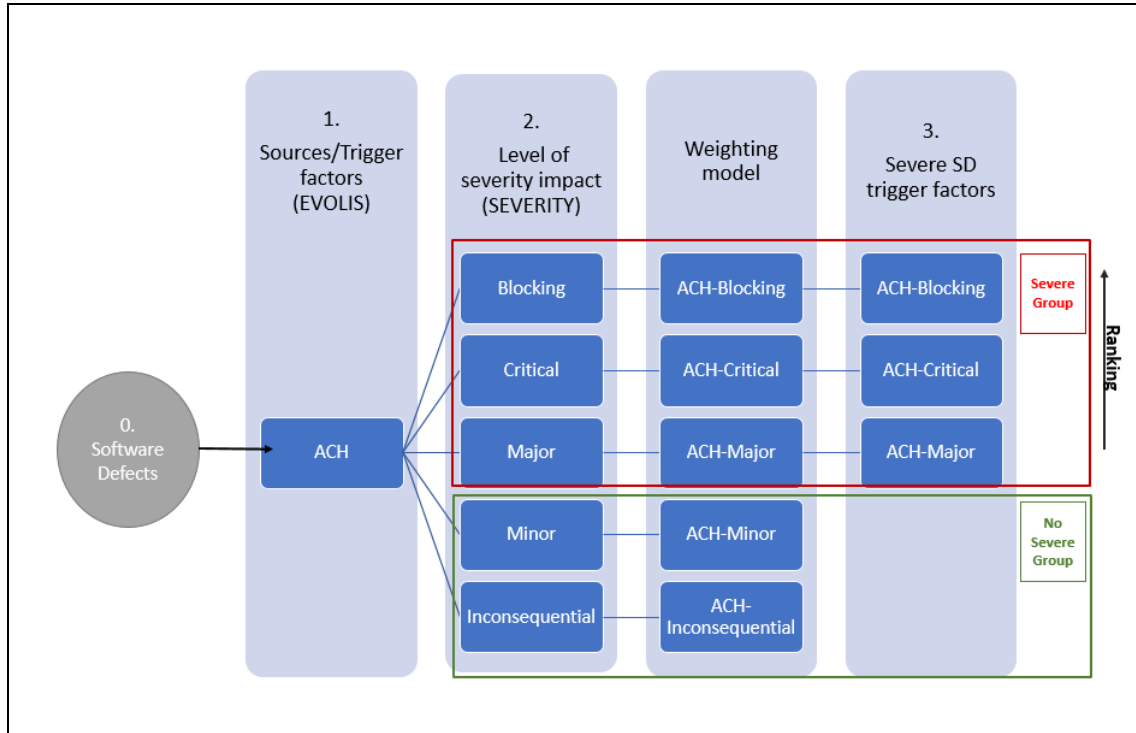 0.
Software
Defects
1.
Sources/Trigger
factors
(EVOLIS)
ACH
2.
Level of
severity impact
(SEVERITY)
Blocking
Critical
Major
Minor
Inconsequential
Weighting
model
ACH-Blocking
ACH-Critical
ACH-Major
ACH-Minor
ACH-
Inconsequential
3.
Severe SD
trigger factors
ACH-Blocking
ACH-Critical
ACH-Major
Severe
Group
No
Severe
Group
Ranking